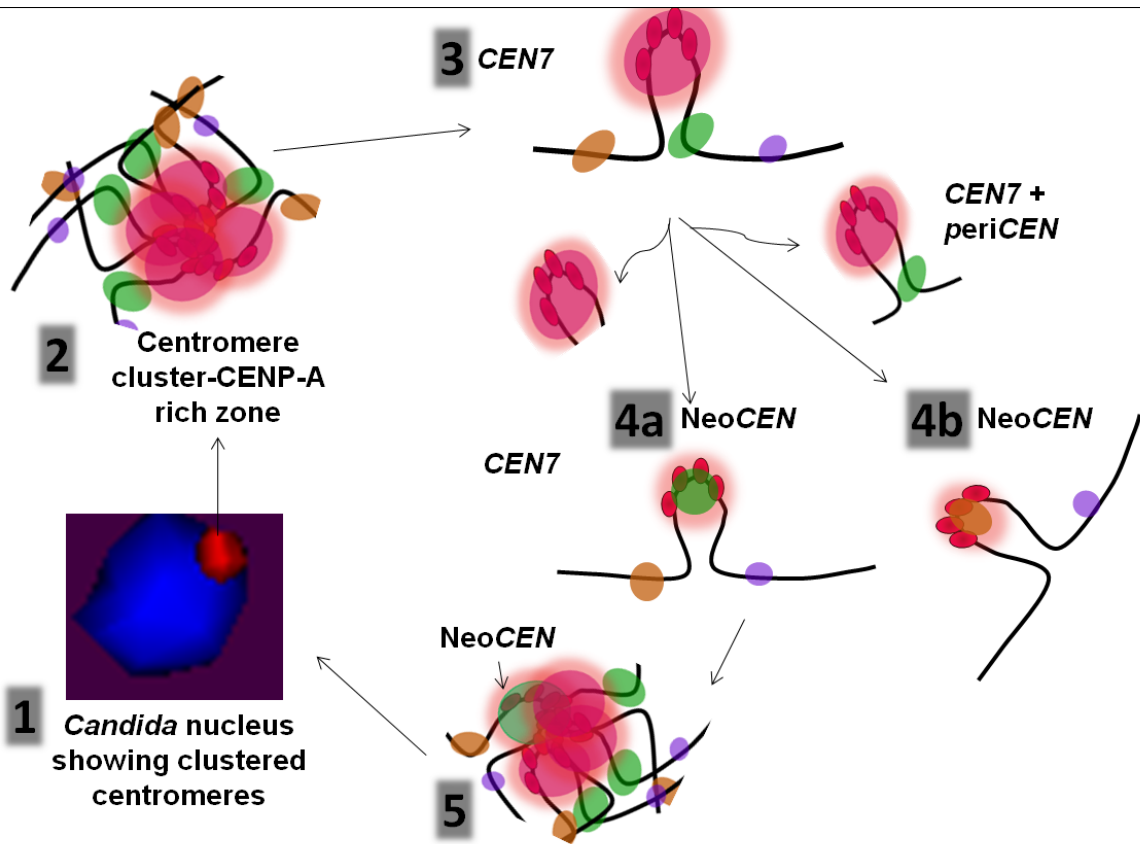 3 CEN7
CEN7 +
periCEN
2
Centromere
cluster-CENP-A
rich zone
4a NeoCEN
4b NeoCEN
CEN7
NeoCEN
1
Candida nucleus
showing clustered
centromeres
5